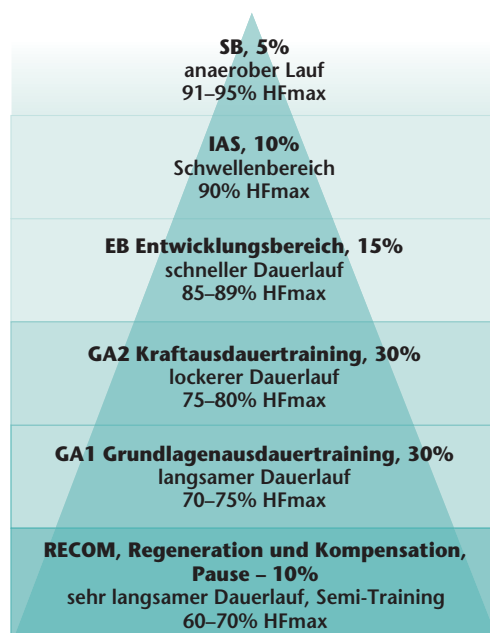 SB, 5%
anaerober Lauf
91–95% HFmax
IAS, 10%
Schwellenbereich
90% HFmax
EB Entwicklungsbereich, 15%
schneller Dauerlauf
85–89% HFmax
GA2 Kraftausdauertraining, 30%
lockerer Dauerlauf
75–80% HFmax
GA1 Grundlagenausdauertraining, 30%
langsamer Dauerlauf
70–75% HFmax
RECOM, Regeneration und Kompensation,
Pause – 10%
sehr langsamer Dauerlauf, Semi-Training
60–70% HFmax